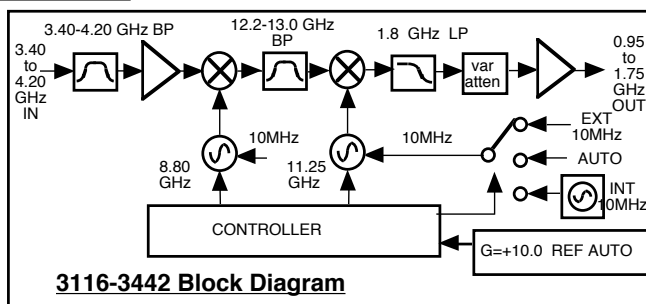 3.40-4.20 GHz BP
12.2-13.0 GHz
BP
1.8 GHz LP
3.40
to
4.20
GHz
IN
var
atten
0.95
to
1.75
GHz
OUT
10MHz
8.80
GHz
11.25
GHz
10MHz
EXT
10MHz
AUTO
INT
10MHz
CONTROLLER
G=+10.0 REF AUTO
3116-3442 Block Diagram